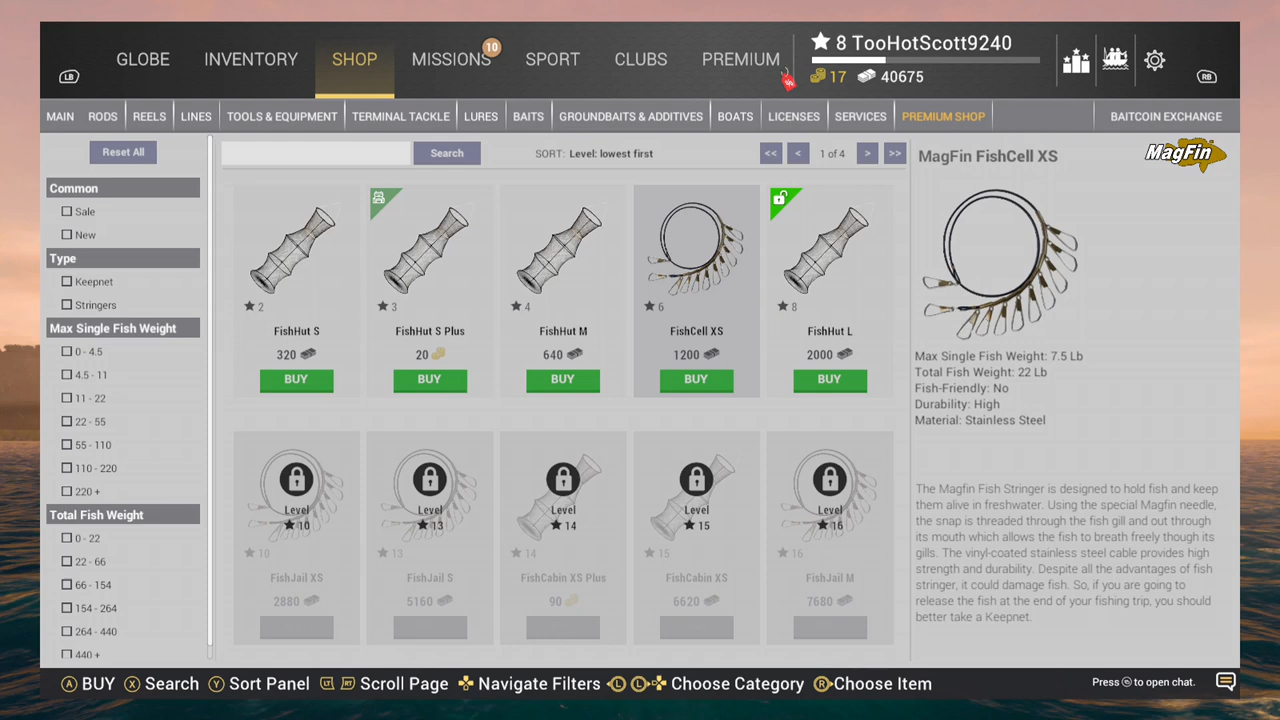 LB
GLOBE
INVENTORY
SHOP
MISSIONS
10
SPORT
CLUBS
PREMIUM
8 TooHotScott9240
17
40675
RB
MAIN
RODS
REELS
LINES
TOOLS & EQUIPMENT
TERMINAL TACKLE
LURES
BAITS
GROUNDBAITS & ADDITIVES
BOATS
LICENSES
SERVICES
PREMIUM SHOP
BAITCOIN EXCHANGE
Reset All
Common
Sale
New
Type
Keepnet
Stringers
Max Single Fish Weight
0 - 4.5
4.5 - 11
11 - 22
22 - 55
55 - 110
110 - 220
220 +
Total Fish Weight
0 - 22
22 - 66
66 - 154
154 - 264
264 - 440
440 +
Search
SORT: Level: lowest first
<<
<
1 of 4
>
>>
2
FishHut S
320
BUY
3
FishHut S Plus
20
BUY
4
FishHut M
640
BUY
6
FishCell XS
1200
BUY
8
FishHut L
2000
BUY
Level
10
10
FishJail XS
2880
Level
13
13
FishJail S
5160
Level
14
14
FishCabin XS Plus
90
Level
15
15
FishCabin XS
6620
Level
16
16
FishJail M
7680
MagFin FishCell XS
MagFin
Max Single Fish Weight: 7.5 Lb
Total Fish Weight: 22 Lb
Fish-Friendly: No
Durability: High
Material: Stainless Steel
The Magfin Fish Stringer is designed to hold fish and keep
them alive in freshwater. Using the special Magfin needle,
the snap is threaded through the fish gill and out through
its mouth which allows the fish to breath freely though its
gills. The vinyl-coated stainless steel cable provides high
strength and durability. Despite all the advantages of fish
stringer, it could damage fish. So, if you are going to
release the fish at the end of your fishing trip, you should
better take a Keepnet.
A BUY
X Search
Y Sort Panel
LT RT Scroll Page
Navigate Filters
L L Choose Category
R Choose Item
Press to open chat.